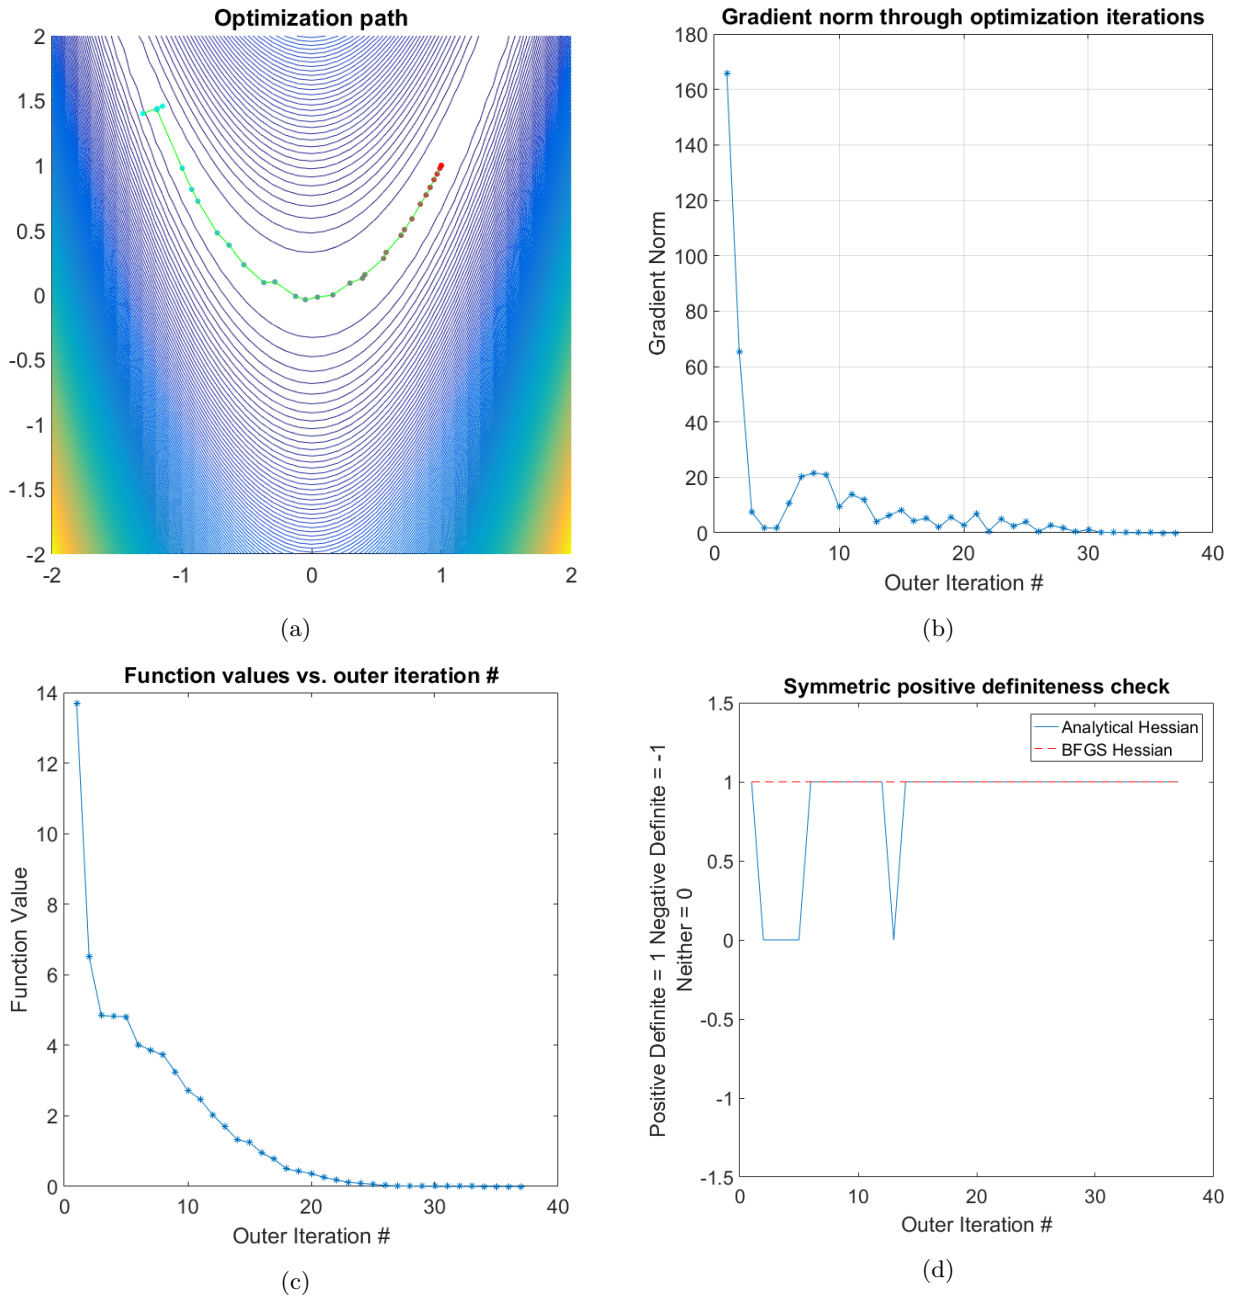 Optimization path
2
1.5
1
0.5
0
-0.5
-1
-1.5
-2
-2 -1 0 1 2
(a)
Gradient norm through optimization iterations
180
160
140
120
100
80
60
40
20
0
Gradient Norm
0 10 20 30 40
Outer Iteration #
(b)
Function values vs. outer iteration #
14
12
10
8
6
4
2
0
Function Value
0 10 20 30 40
Outer Iteration #
(c)
Symmetric positive definiteness check
1.5
1
0.5
0
-0.5
-1
-1.5
Positive Definite = 1 Negative Definite = -1
Neither = 0
Analytical Hessian
BFGS Hessian
0 10 20 30 40
Outer Iteration #
(d)